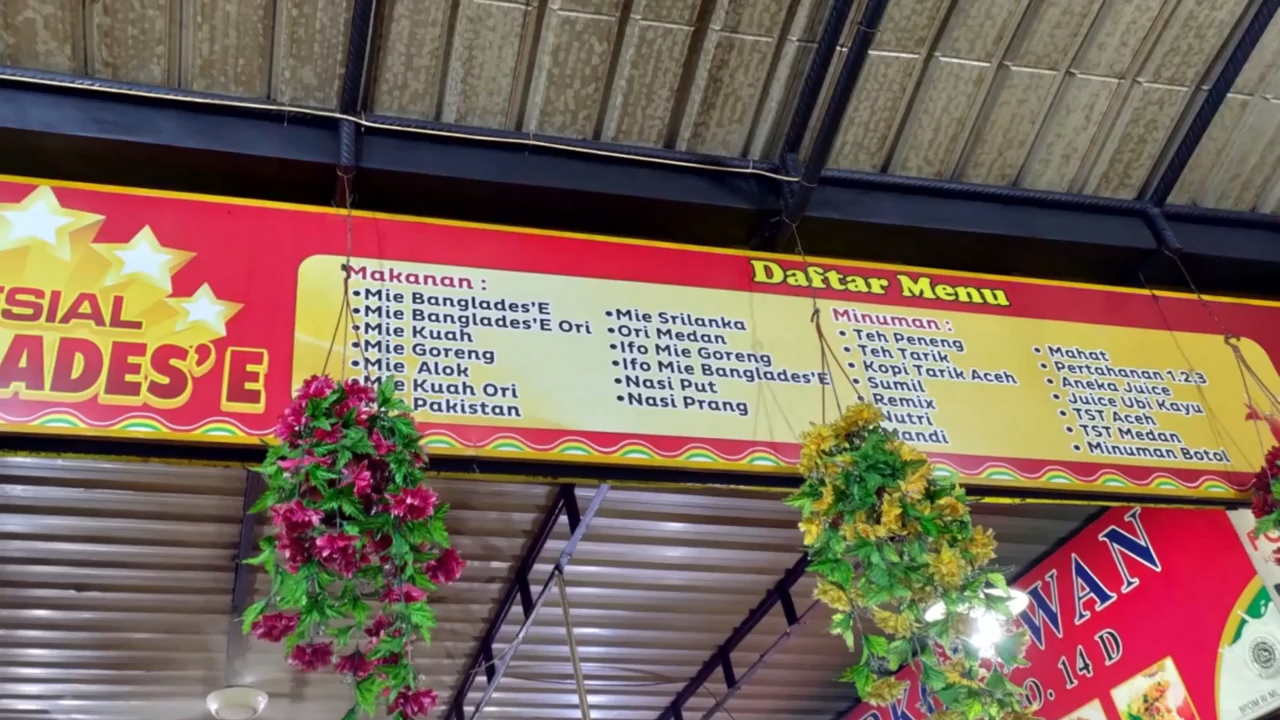 Daftar Menu
SIAL
ADES'E
Makanan :
•Mie Banglades'E
•Mie Banglades'E Ori
•Mie Kuah
•Mie Goreng
•Mie Alok
Mie Kuah Ori
Pakistan
•Mie Srilanka
•Ori Medan
•Ifo Mie Goreng
•Ifo Mie Banglades'E
•Nasi Put
•Nasi Prang
Minuman :
• Teh Peneng
• Teh Tarik
• Kopi Tarik Aceh
• Sumil
Remix
Nutri
andi
• Mahat
• Pertahanan 1.2.3
• Aneka Juice
• Juice Ubi Kayu
• TST Aceh
• TST Medan
• Minuman Botol
WAN
O. 14 D